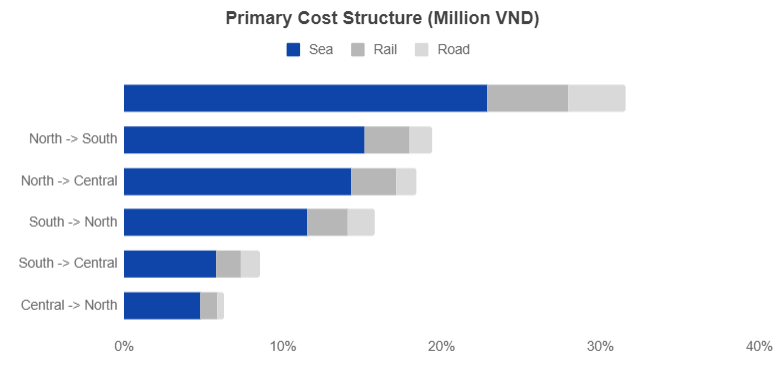 Primary Cost Structure (Million VND)
Sea Rail Road
North -> South
North -> Central
South -> North
South -> Central
Central -> North
0% 10% 20% 30% 40%